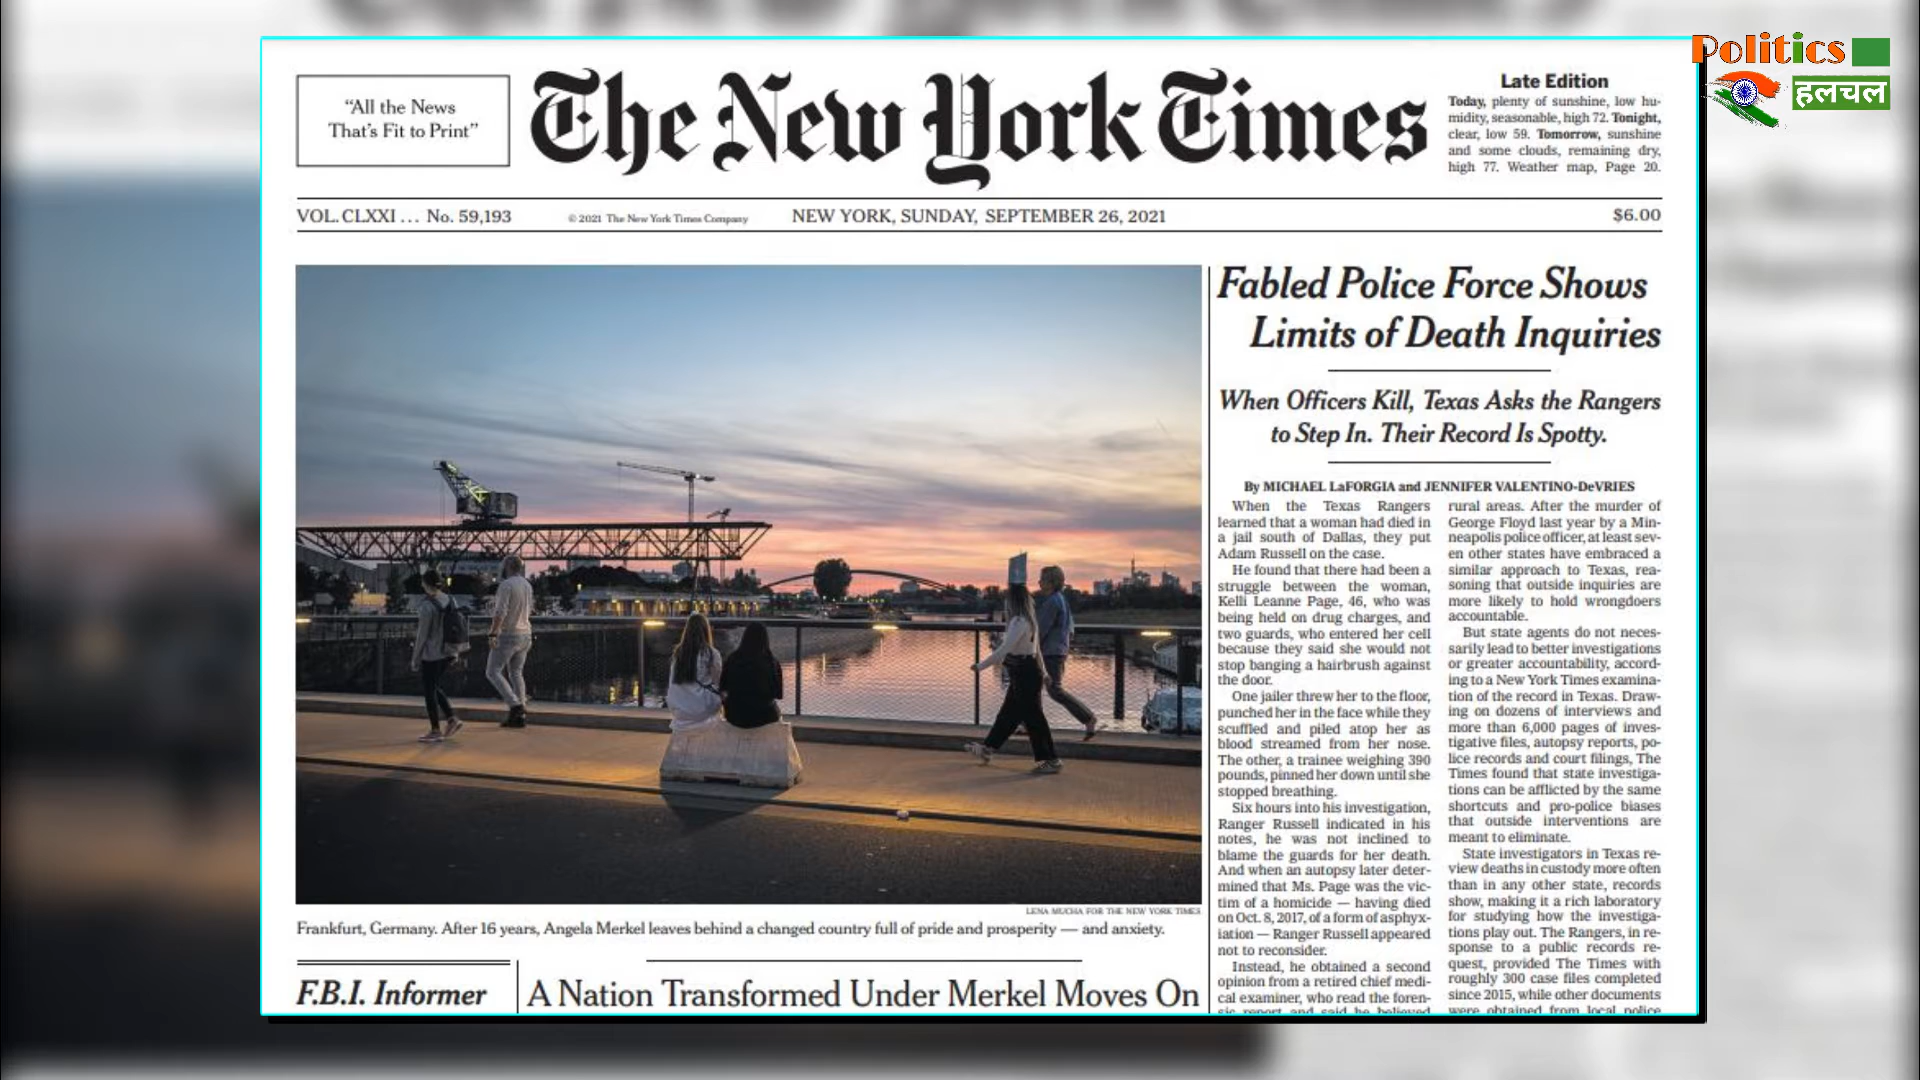 Politics
हलचल
"All the News
That's Fit to Print"
The New York Times
Late Edition
Today, plenty of sunshine, low hu-
midity, seasonable, high 72. Tonight,
clear, low 59. Tomorrow, sunshine
and some clouds, remaining dry,
high 77. Weather map, Page 20.
VOL. CLXXI ... No. 59,193
© 2021 The New York Times Company
NEW YORK, SUNDAY, SEPTEMBER 26, 2021
$6.00
LENA MUCHA FOR THE NEW YORK TIMES
Frankfurt, Germany. After 16 years, Angela Merkel leaves behind a changed country full of pride and prosperity — and anxiety.
F.B.I. Informer
A Nation Transformed Under Merkel Moves On
Fabled Police Force Shows
Limits of Death Inquiries
When Officers Kill, Texas Asks the Rangers
to Step In. Their Record Is Spotty.
By MICHAEL LaFORGIA and JENNIFER VALENTINO-DeVRIES
When the Texas Rangers
learned that a woman had died in
a jail south of Dallas, they put
Adam Russell on the case.
He found that there had been a
struggle between the woman,
Kelli Leanne Page, 46, who was
being held on drug charges, and
two guards, who entered her cell
because they said she would not
stop banging a hairbrush against
the door.
One jailer threw her to the floor,
punched her in the face while they
scuffled and piled atop her as
blood streamed from her nose.
The other, a trainee weighing 390
pounds, pinned her down until she
stopped breathing.
Six hours into his investigation,
Ranger Russell indicated in his
notes, he was not inclined to
blame the guards for her death.
And when an autopsy later deter-
mined that Ms. Page was the vic-
tim of a homicide — having died
on Oct. 8, 2017, of a form of asphyx-
iation — Ranger Russell appeared
not to reconsider.
Instead, he obtained a second
opinion from a retired chief medi-
cal examiner, who read the foren-
sic report and said he believed
rural areas. After the murder of
George Floyd last year by a Min-
neapolis police officer, at least sev-
en other states have embraced a
similar approach to Texas, rea-
soning that outside inquiries are
more likely to hold wrongdoers
accountable.
But state agents do not neces-
sarily lead to better investigations
or greater accountability, accord-
ing to a New York Times examina-
tion of the record in Texas. Draw-
ing on dozens of interviews and
more than 6,000 pages of inves-
tigative files, autopsy reports, po-
lice records and court filings, The
Times found that state investiga-
tions can be afflicted by the same
shortcuts and pro-police biases
that outside interventions are
meant to eliminate.
State investigators in Texas re-
view deaths in custody more often
than in any other state, records
show, making it a rich laboratory
for studying how the investiga-
tions play out. The Rangers, in re-
sponse to a public records re-
quest, provided The Times with
roughly 300 case files completed
since 2015, while other documents
were obtained from local police